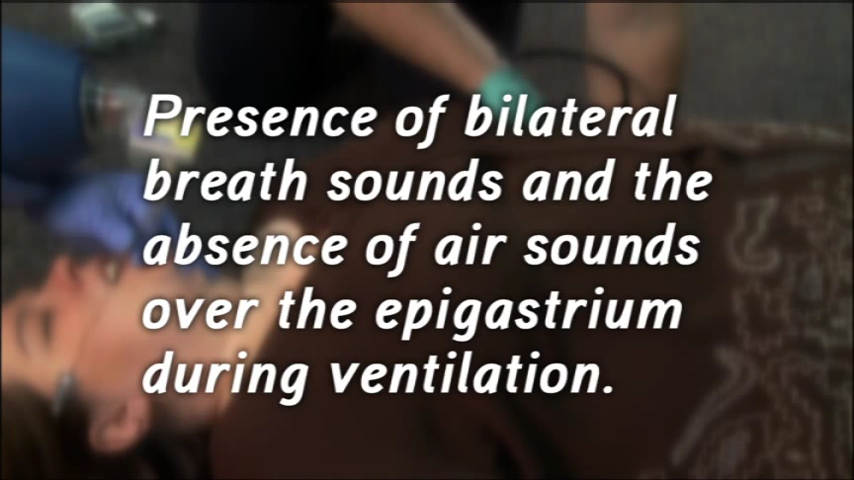 Presence of bilateral
breath sounds and the
absence of air sounds
over the epigastrium
during ventilation.